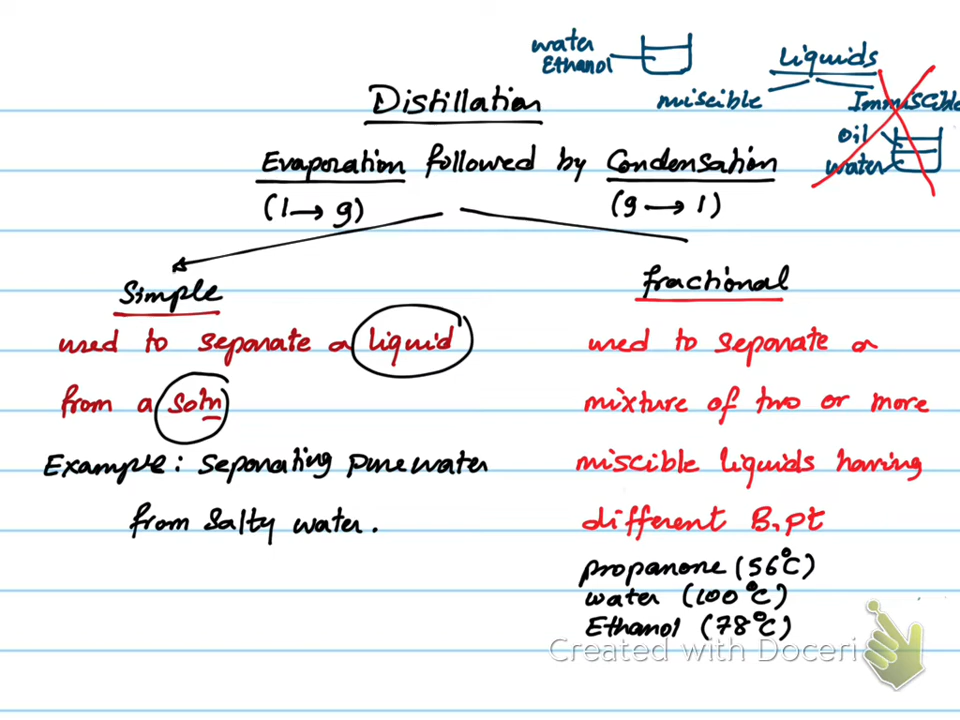 water
Ethanol
Liquids
miscible
Immiscible
oil
water
Distillation
Evaporation followed by Condensation
(l → g)
(g → l)
Simple
used to separate a liquid
from a soln
Example: Separating pure water
from salty water.
fractional
used to separate a
mixture of two or more
miscible liquids having
different B.pt
propanone (56°C)
water (100°C)
Ethanol (78°C)
Created with Doceri